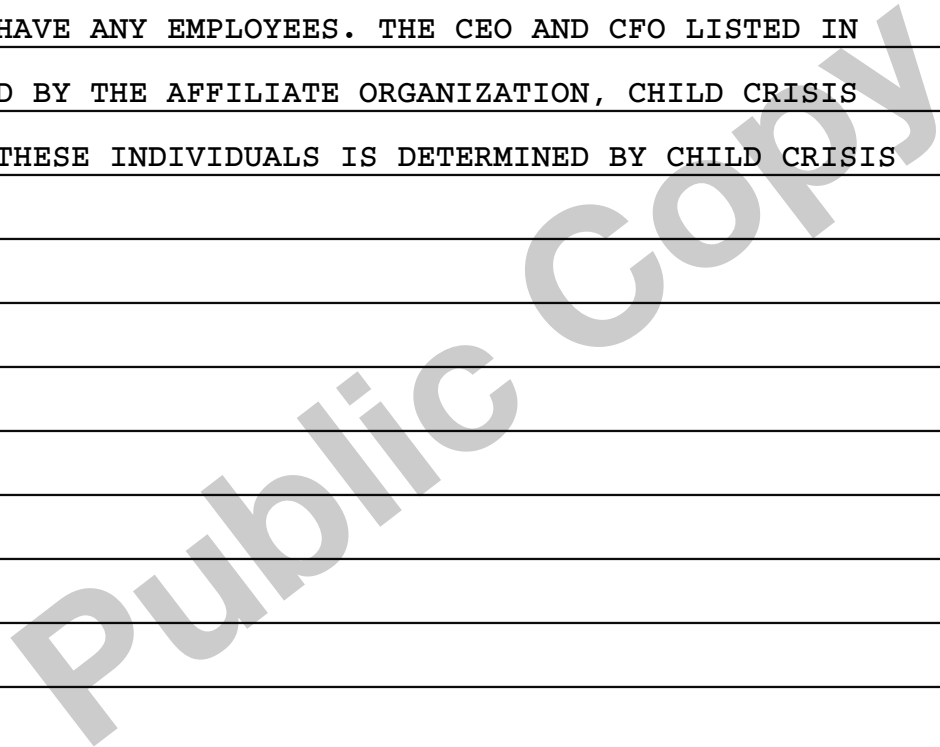 HAVE ANY EMPLOYEES. THE CEO AND CFO LISTED IN
D BY THE AFFILIATE ORGANIZATION, CHILD CRISIS
THESE INDIVIDUALS IS DETERMINED BY CHILD CRISIS
Public Copy